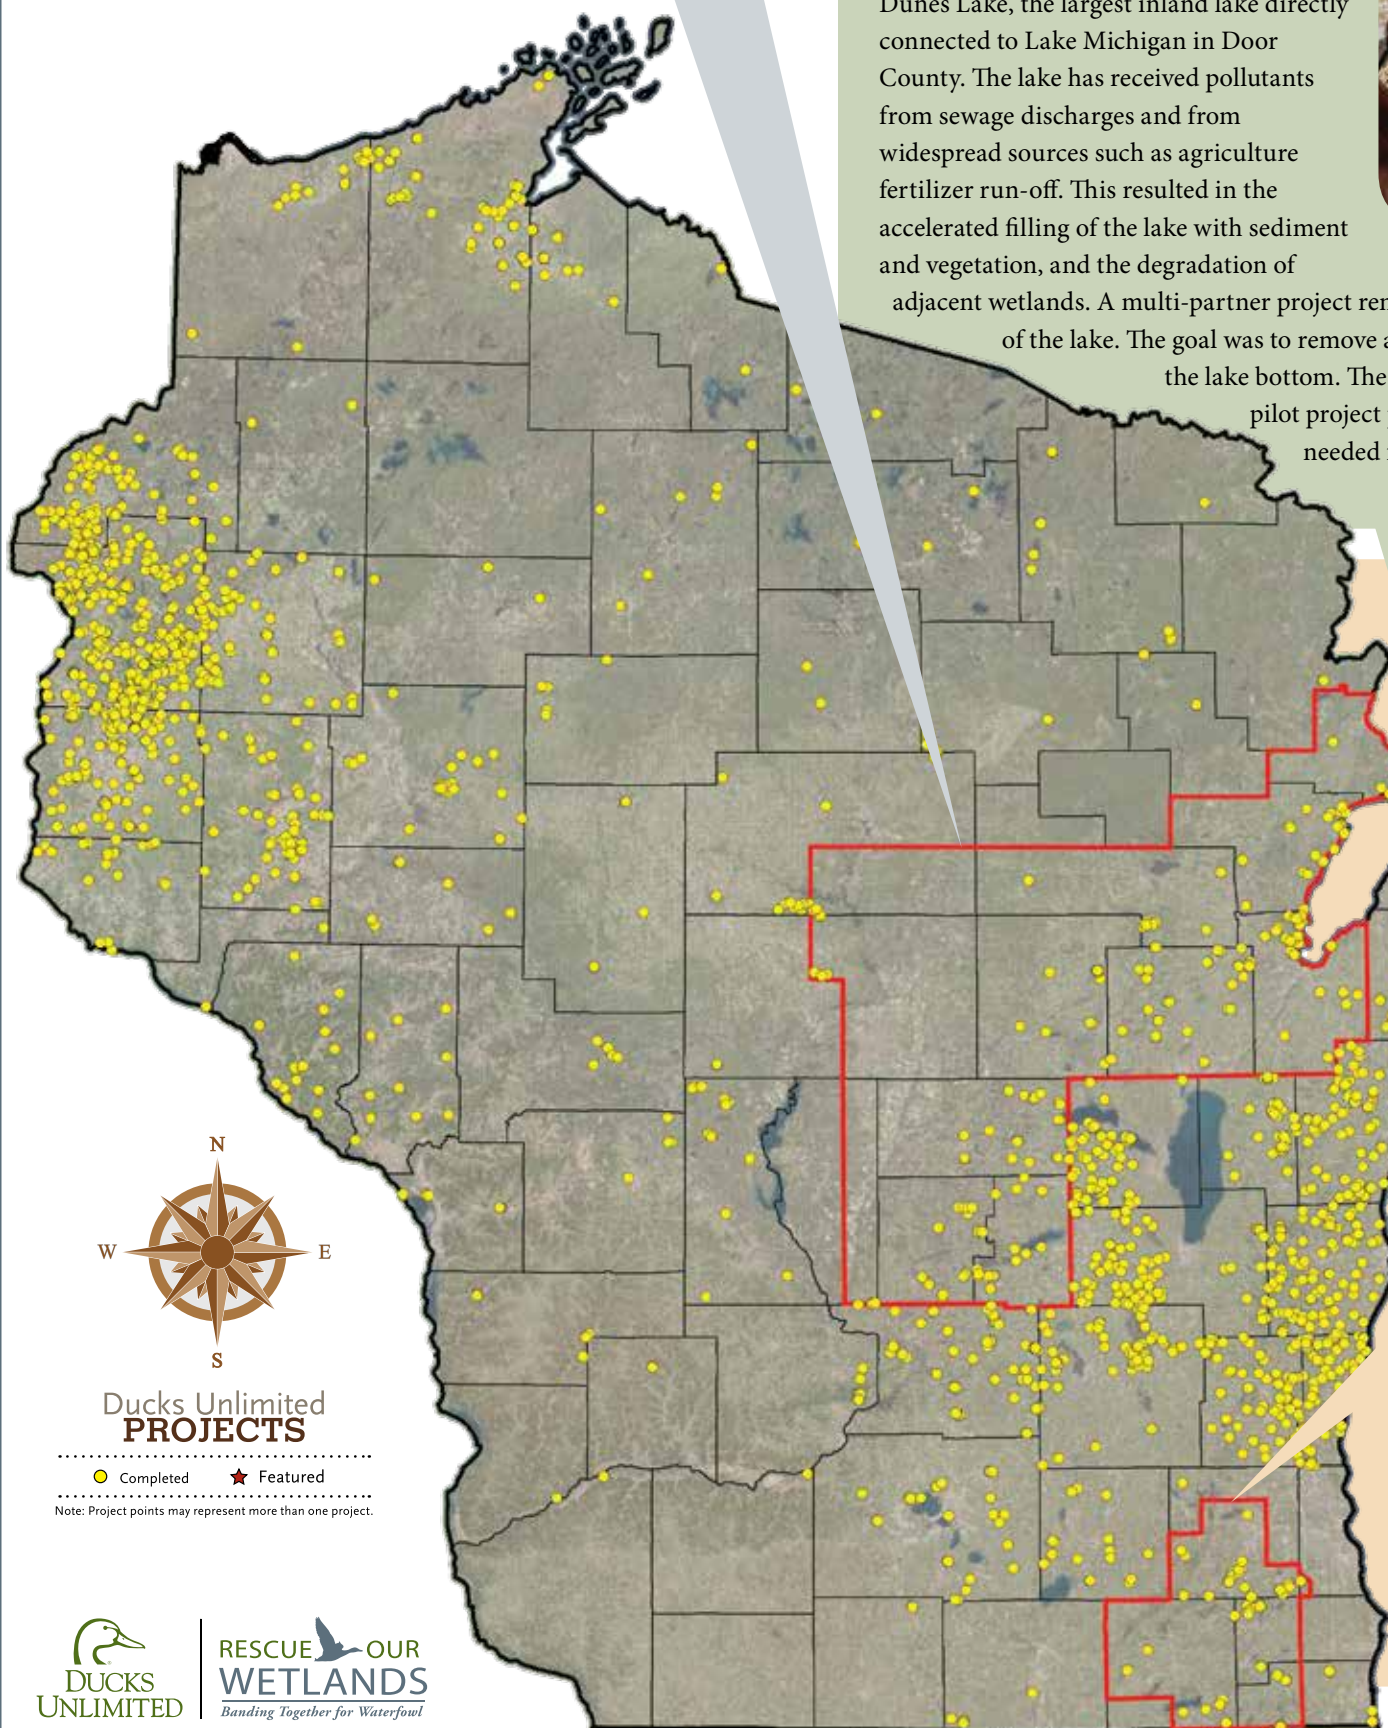 Dunes Lake, the largest inland lake directly
connected to Lake Michigan in Door
County. The lake has received pollutants
from sewage discharges and from
widespread sources such as agriculture
fertilizer run-off. This resulted in the
accelerated filling of the lake with sediment
and vegetation, and the degradation of
adjacent wetlands. A multi-partner project
of the lake. The goal was to remove
the lake bottom. The
pilot project
needed
N
W E
S
Ducks Unlimited
PROJECTS
Completed Featured
Note: Project points may represent more than one project.
DUCKS
UNLIMITED
RESCUE OUR
WETLANDS
Banding Together for Waterfowl